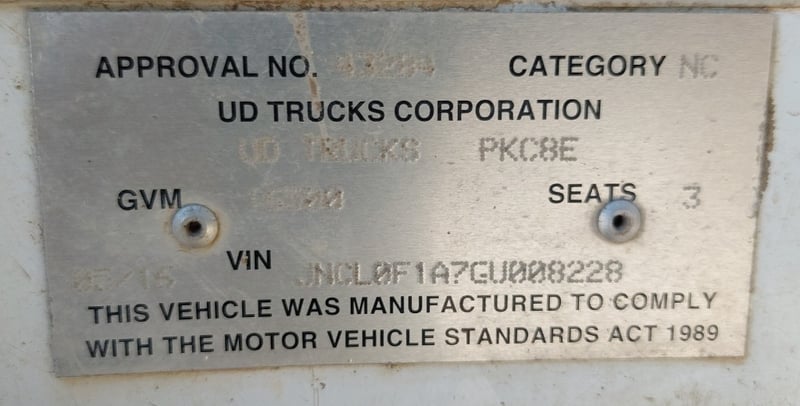 APPROVAL NO. 43284 CATEGORY NC
UD TRUCKS CORPORATION
UD TRUCKS PKC8E
GVM SEATS 3
VIN JNCL0F1A7GU008228
THIS VEHICLE WAS MANUFACTURED TO COMPLY
WITH THE MOTOR VEHICLE STANDARDS ACT 1989